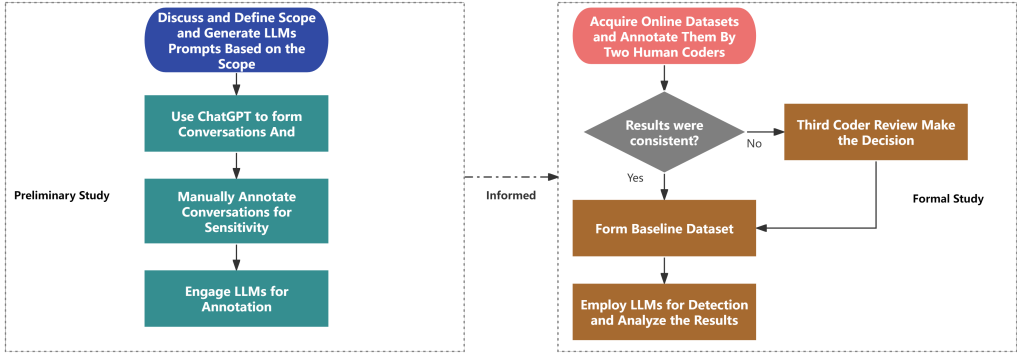 Discuss and Define Scope
and Generate LLMs
Prompts Based on the
Scope
Use ChatGPT to form
Conversations And
Preliminary Study
Manually Annotate
Conversations for
Sensitivity
Engage LLMs for
Annotation
Informed
Acquire Online Datasets
and Annotate Them By
Two Human Coders
Results were
consistent?
No
Third Coder Review Make
the Decision
Yes
Formal Study
Form Baseline Dataset
Employ LLMs for Detection
and Analyze the Results